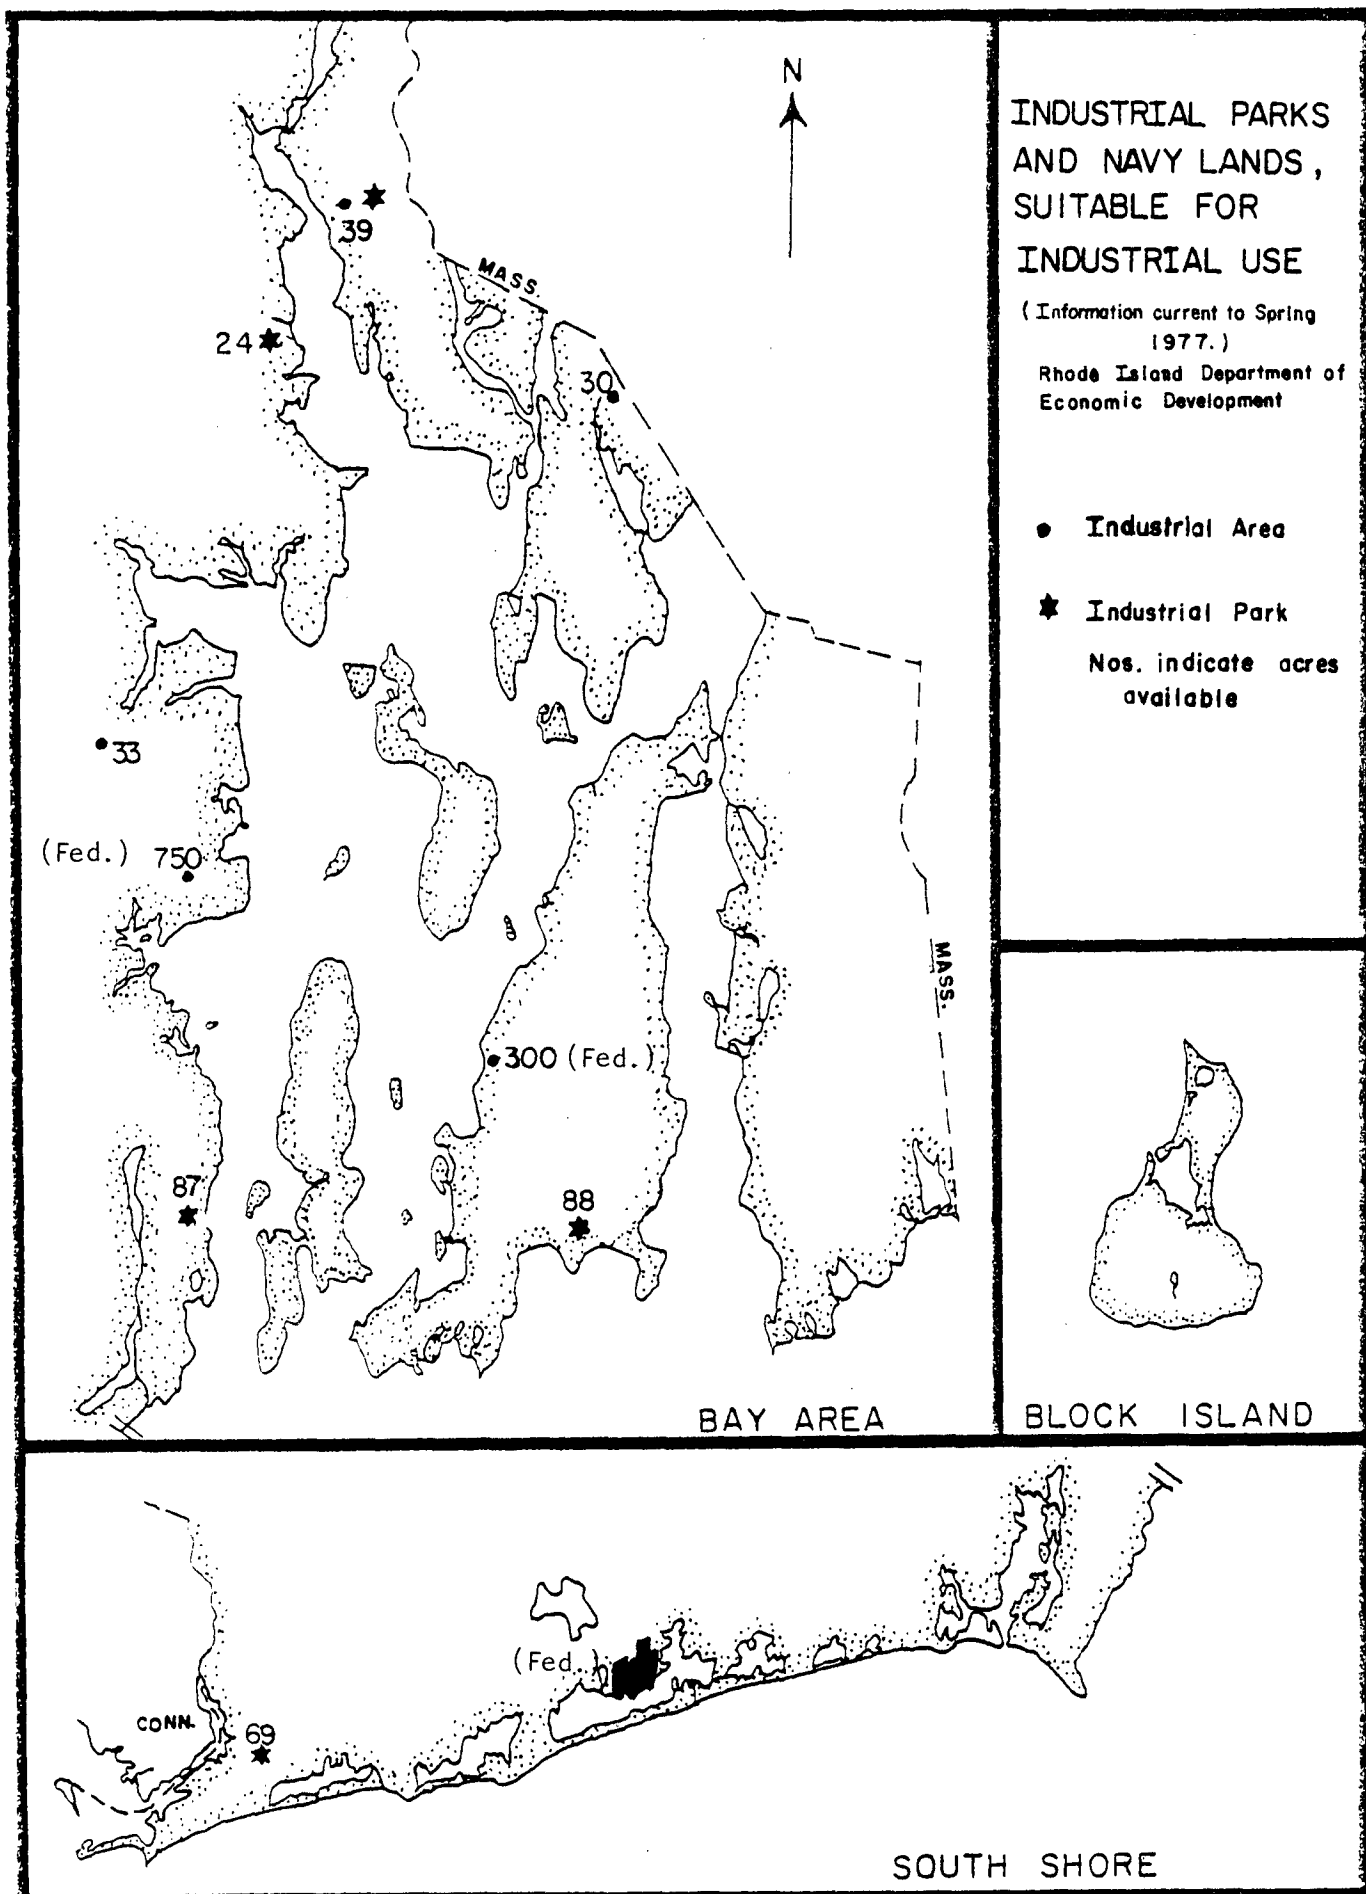 INDUSTRIAL PARKS
AND NAVY LANDS,
SUITABLE FOR
INDUSTRIAL USE
(Information current to Spring
1977.)
Rhode Island Department of
Economic Development
Industrial Area
Industrial Park
Nos. indicate acres
available
N
39
MASS.
24
30
33
(Fed.) 750
MASS.
300 (Fed.)
87
88
BAY AREA
BLOCK ISLAND
(Fed.)
CONN.
69
SOUTH SHORE